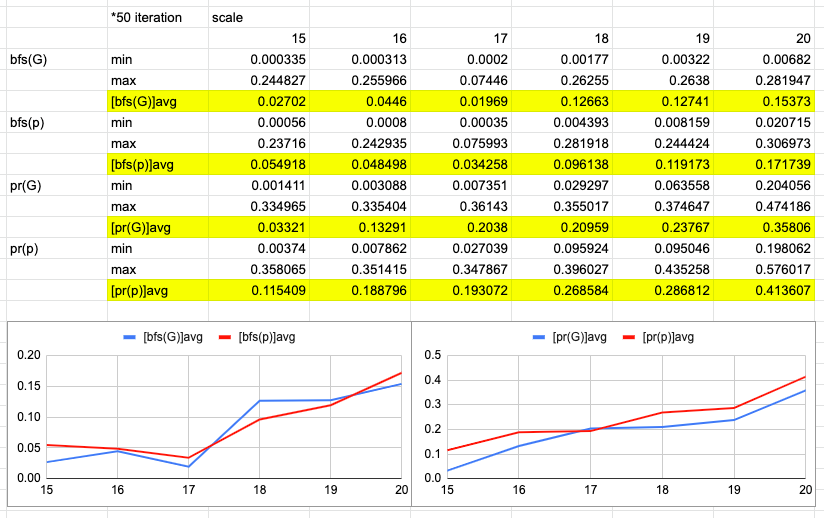 *50 iteration scale
15 16 17 18 19 20
bfs(G) min 0.000335 0.000313 0.0002 0.00177 0.00322 0.00682
max 0.244827 0.255966 0.07446 0.26255 0.2638 0.281947
[bfs(G)]avg 0.02702 0.0446 0.01969 0.12663 0.12741 0.15373
bfs(p) min 0.00056 0.0008 0.00035 0.004393 0.008159 0.020715
max 0.23716 0.242935 0.075993 0.281918 0.244424 0.306973
[bfs(p)]avg 0.054918 0.048498 0.034258 0.096138 0.119173 0.171739
pr(G) min 0.001411 0.003088 0.007351 0.029297 0.063558 0.204056
max 0.334965 0.335404 0.36143 0.355017 0.374647 0.474186
[pr(G)]avg 0.03321 0.13291 0.2038 0.20959 0.23767 0.35806
pr(p) min 0.00374 0.007862 0.027039 0.095924 0.095046 0.198062
max 0.358065 0.351415 0.347867 0.396027 0.435258 0.576017
[pr(p)]avg 0.115409 0.188796 0.193072 0.268584 0.286812 0.413607
[bfs(G)]avg [bfs(p)]avg
0.20
0.15
0.10
0.05
0.00
15 16 17 18 19 20
[pr(G)]avg [pr(p)]avg
0.5
0.4
0.3
0.2
0.1
0.0
15 16 17 18 19 20